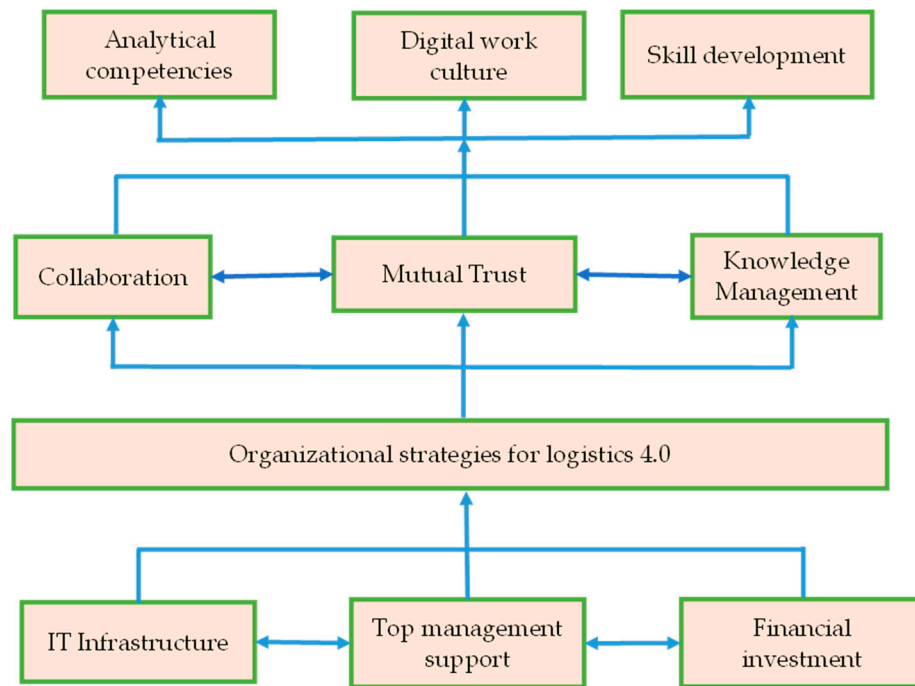 Analytical
competencies
Digital work
culture
Skill development
Collaboration
Mutual Trust
Knowledge
Management
Organizational strategies for logistics 4.0
IT Infrastructure
Top management
support
Financial
investment